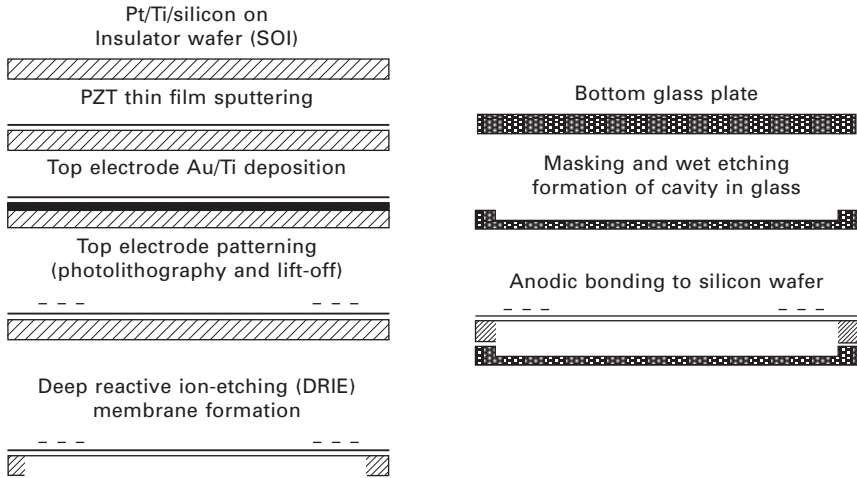 Pt/Ti/silicon on
Insulator wafer (SOI)
PZT thin film sputtering
Top electrode Au/Ti deposition
Top electrode patterning
(photolithography and lift-off)
Deep reactive ion-etching (DRIE)
membrane formation
Bottom glass plate
Masking and wet etching
formation of cavity in glass
Anodic bonding to silicon wafer